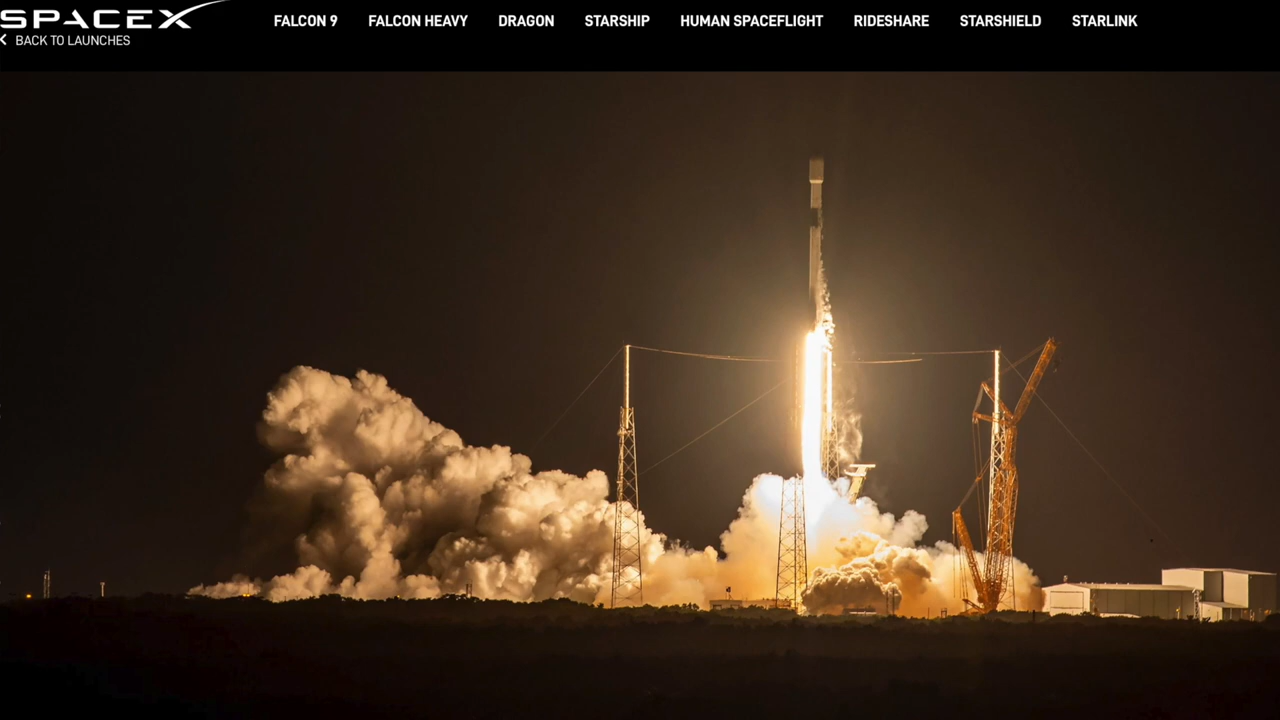 SPACEX
FALCON 9 FALCON HEAVY DRAGON STARSHIP HUMAN SPACEFLIGHT RIDESHARE STARSHIELD STARLINK
BACK TO LAUNCHES